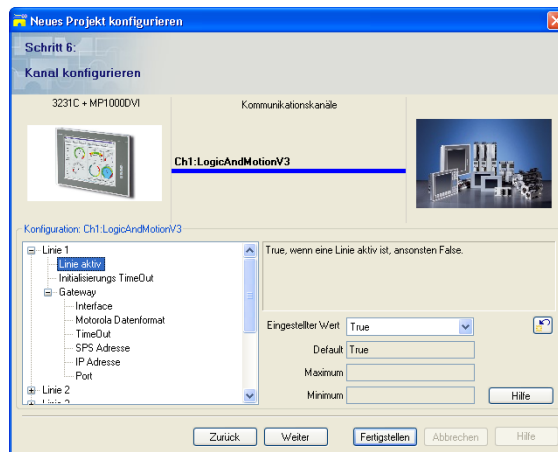 Neues Projekt konfigurieren
Schritt 6:
Kanal konfigurieren
3231C + MP1000DVI
Kommunikationskanäle
Ch1:LogicAndMotionV3
Konfiguration: Ch1:LogicAndMotionV3
Linie 1
Linie aktiv
Initialisierungs TimeOut
Gateway
Interface
Motorola Datenformat
TimeOut
SPS Adresse
IP Adresse
Port
Linie 2
True, wenn eine Linie aktiv ist, ansonsten False.
Eingestellter Wert True
Default True
Maximum
Minimum
Hilfe
Zurück Weiter Fertigstellen Abbrechen Hilfe